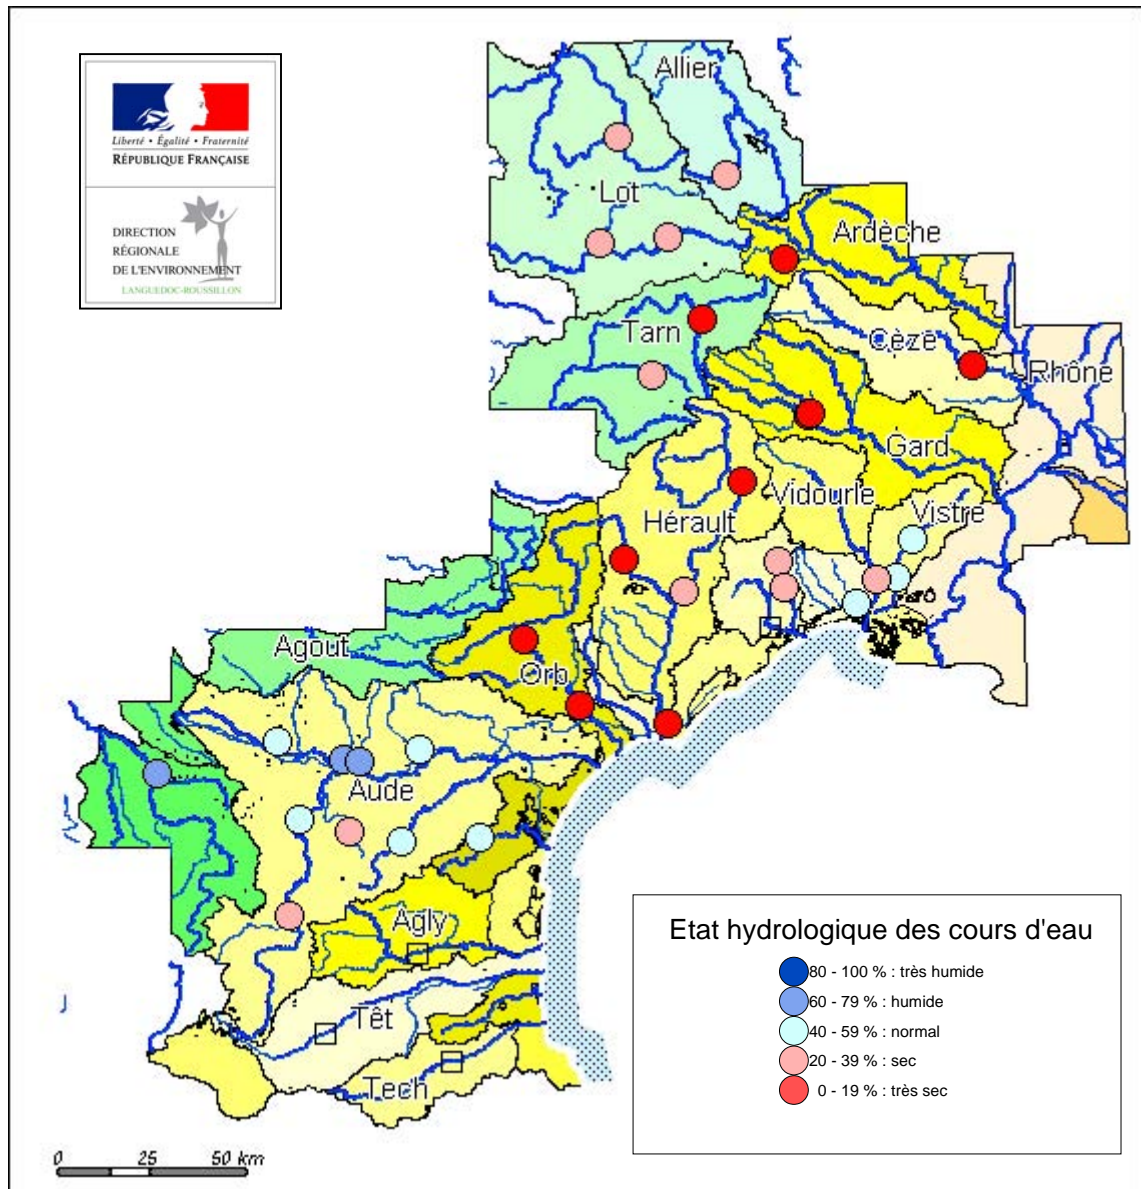 Liberté • Égalité • Fraternité
RÉPUBLIQUE FRANÇAISE
DIRECTION
RÉGIONALE
DE L'ENVIRONNEMENT
LANGUEDOC-ROUSSILLON
Allier
Lot
Ardèche
Tarn
Cèze
Rhône
Gard
Vidourle
Vistre
Hérault
Agout
Orb
Aude
Agly
Têt
Tech
Etat hydrologique des cours d'eau
80 - 100 % : très humide
60 - 79 % : humide
40 - 59 % : normal
20 - 39 % : sec
0 - 19 % : très sec
0 25 50 km